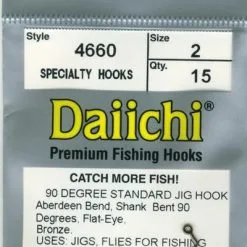 Style
4660
Size
2
SPECIALTY HOOKS
Qty.
15
Daiichi®
Premium Fishing Hooks
CATCH MORE FISH!
90 DEGREE STANDARD JIG HOOK
Aberdeen Bend, Shank Bent 90
Degrees, Flat-Eye.
Bronze.
USES: JIGS, FLIES FOR FISHING